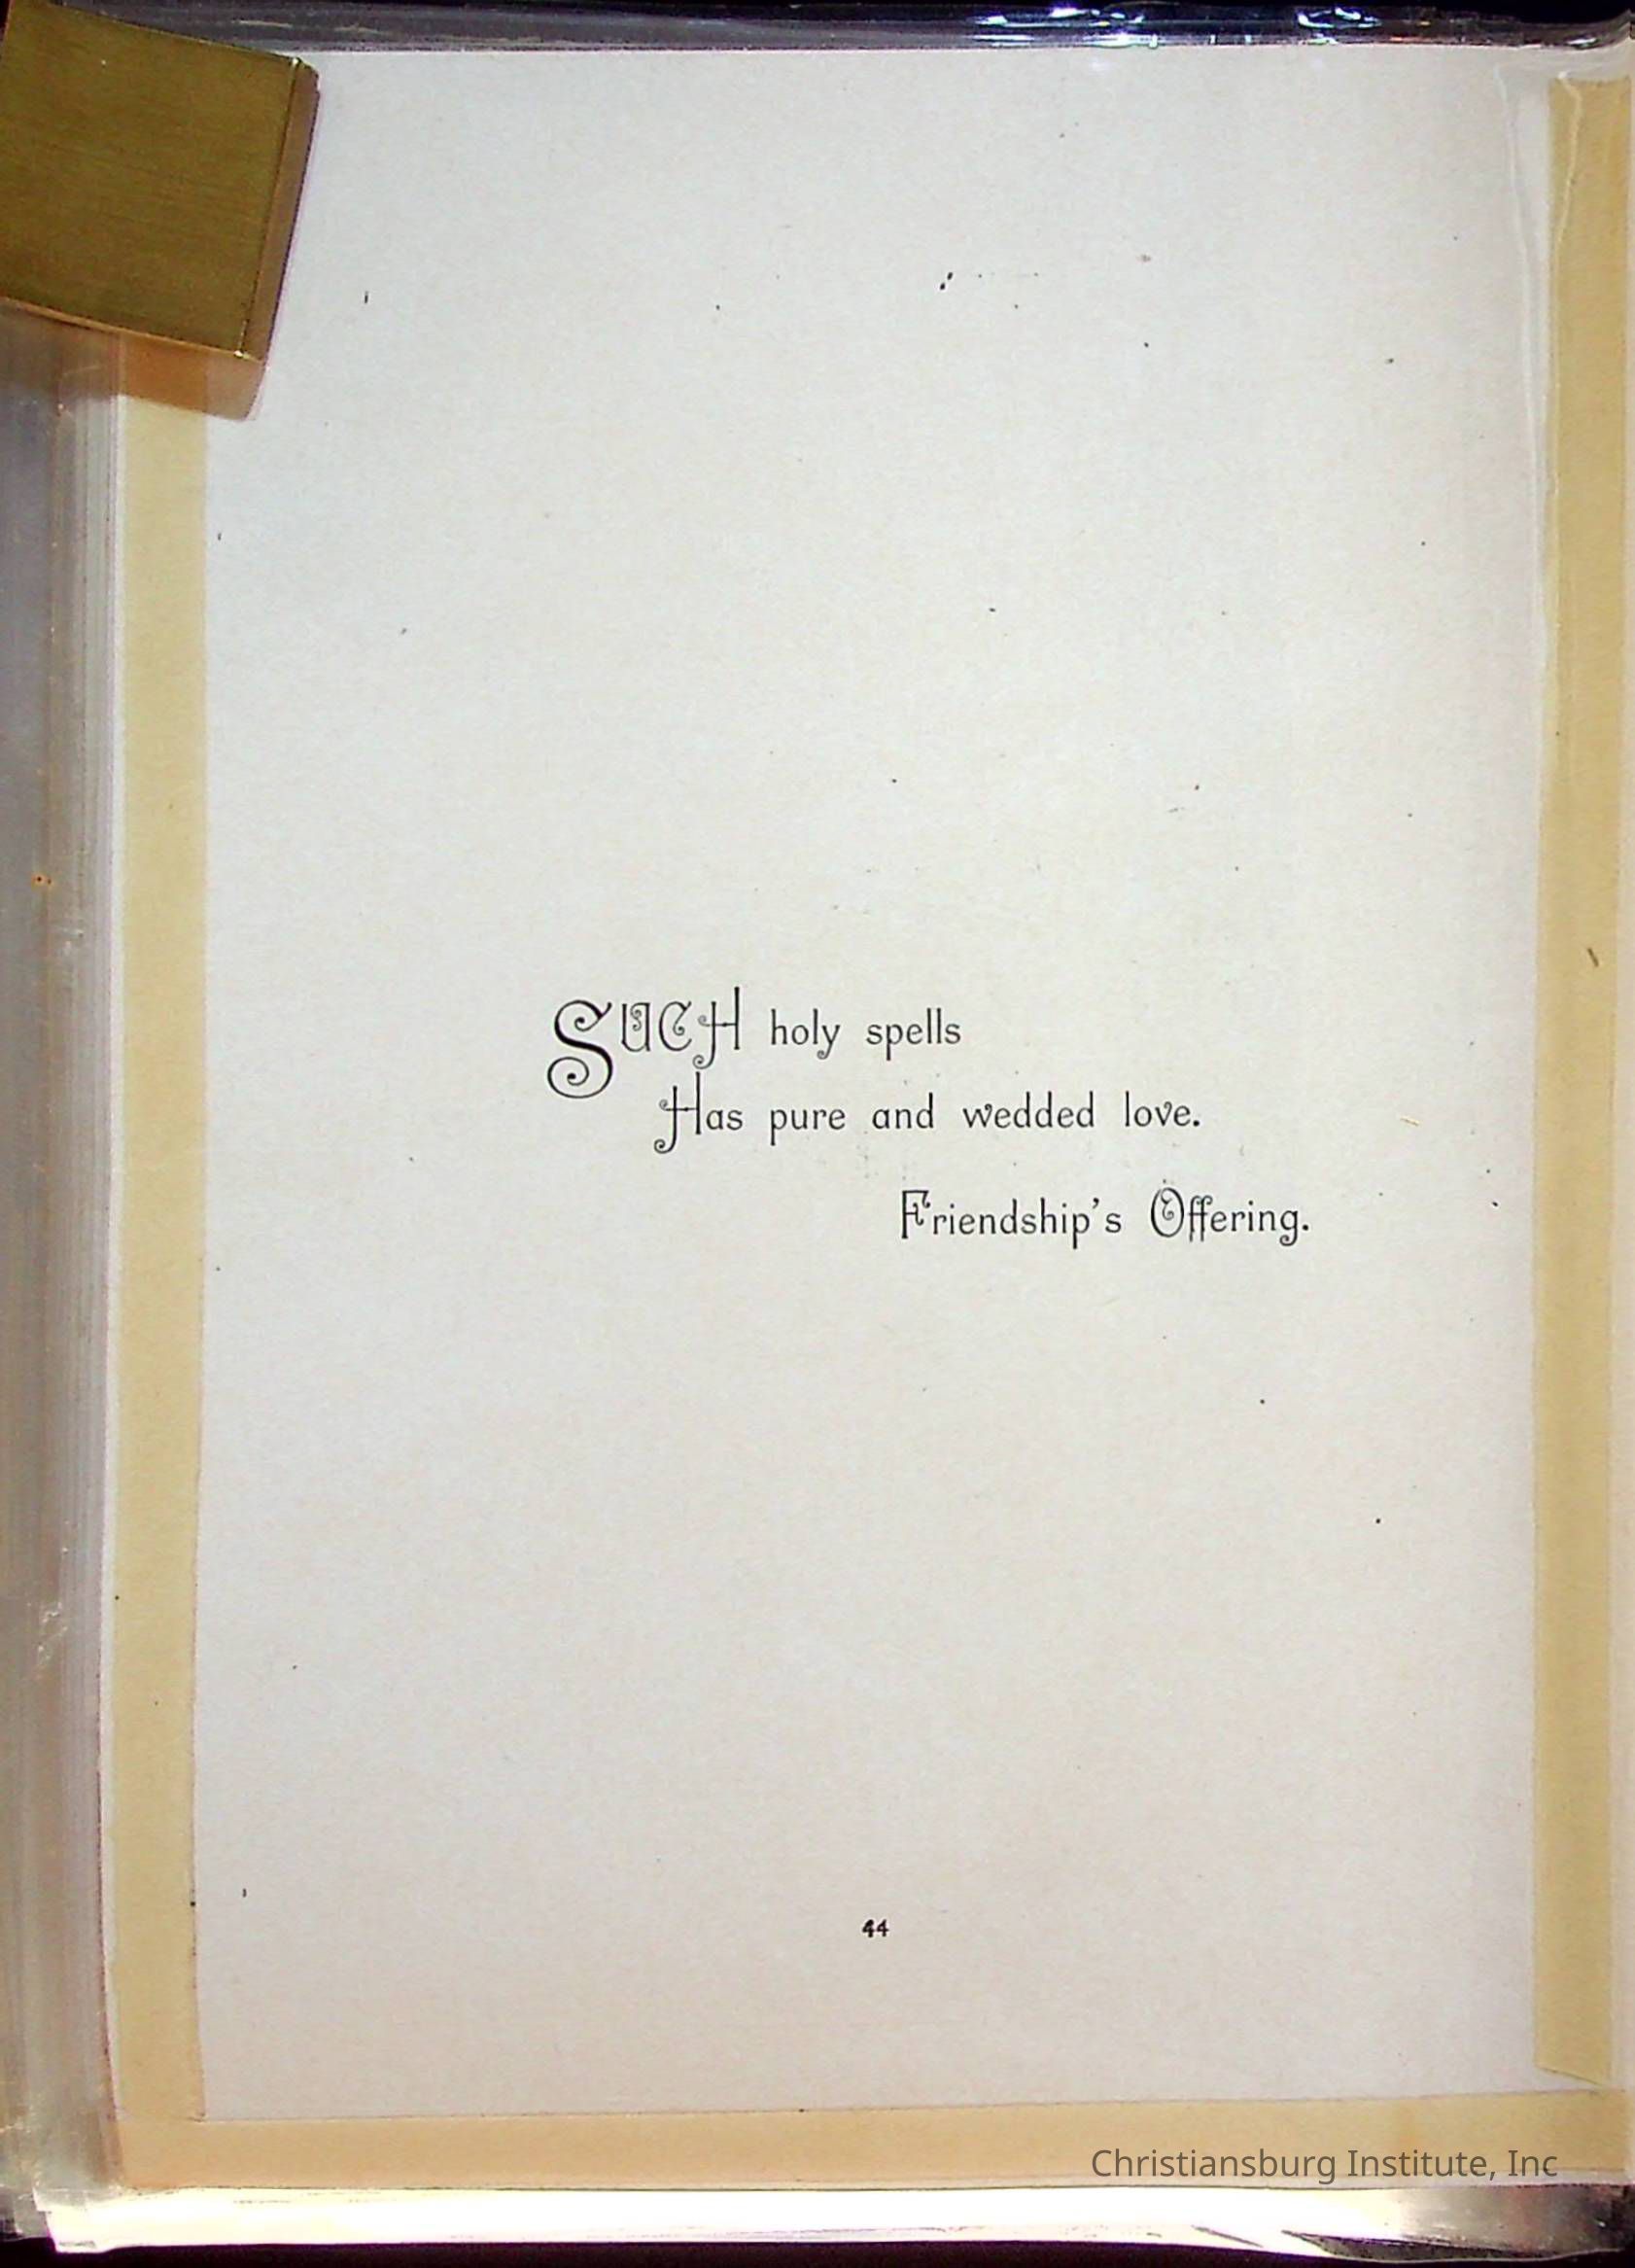 SUCH holy spells
Has pure and wedded love.
Friendship's Offering.
44
Christiansburg Institute, Inc